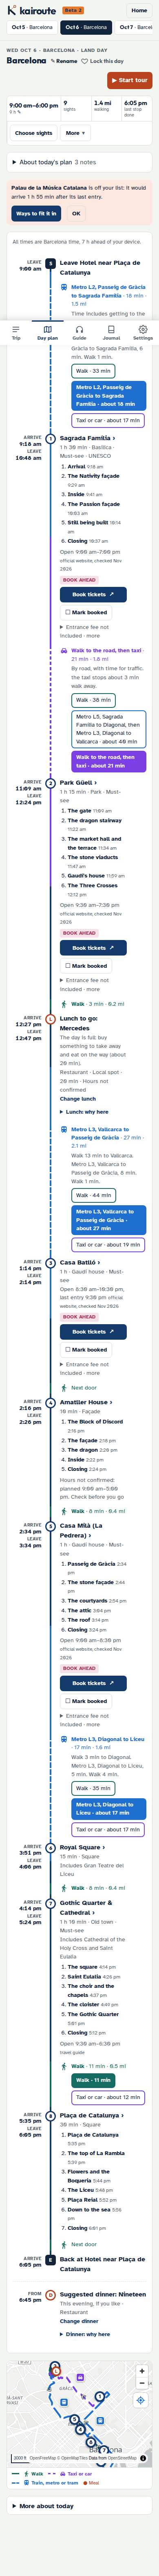 kairoute Beta 2 Home
Oct 5 · Barcelona Oct 6 · Barcelona Oct 7 · Barcel
WED OCT 6 · BARCELONA · LAND DAY
Barcelona Rename Lock this day
Start tour
9:00 am–6:00 pm
9 h
9
sights
1.4 mi
walking
6:05 pm
last stop done
Choose sights More
About today's plan 3 notes
Palau de la Música Catalana is off your list: it would arrive 1 h 55 min after its last entry.
Ways to fit it in OK
All times are Barcelona time, 7 h ahead of your device.
LEAVE
9:00 am
S
Leave Hotel near Plaça de Catalunya
Metro L2, Passeig de Gràcia to Sagrada Família · 16 min · 1.5 mi
Time includes getting to the
Trip Day plan Guide Journal Settings
Gràcia to Sagrada Família, 6 min. Walk 1 min.
Walk · 33 min
Metro L2, Passeig de Gràcia to Sagrada Família · about 16 min
Taxi or car · about 17 min
ARRIVE
9:16 am
LEAVE
10:46 am
1
Sagrada Família ›
1 h 30 min · Basilica · Must-see · UNESCO
1. Arrival 9:16 am
2. The Nativity façade 9:29 am
3. Inside 9:41 am
4. The Passion façade 10:03 am
5. Still being built 10:14 am
6. Closing 10:37 am
Open 9:00 am–7:00 pm official website, checked Nov 2026
BOOK AHEAD
Book tickets ↗
Mark booked
Entrance fee not included · more
Walk to the road, then taxi · 21 min · 1.8 mi
By road, with time for traffic. the taxi stops about 3 min walk away.
Walk · 38 min
Metro L5, Sagrada Família to Diagonal, then Metro L3, Diagonal to Vallcarca · about 40 min
Walk to the road, then taxi · about 21 min
ARRIVE
11:09 am
LEAVE
12:24 pm
2
Park Güell ›
1 h 15 min · Park · Must-see
1. The gate 11:09 am
2. The dragon stairway 11:22 am
3. The market hall and the terrace 11:34 am
4. The stone viaducts 11:47 am
5. Gaudí's house 11:59 am
6. The Three Crosses 12:12 pm
Open 9:30 am–7:30 pm official website, checked Nov 2026
BOOK AHEAD
Book tickets ↗
Mark booked
Entrance fee not included · more
Walk · 3 min · 0.2 mi
ARRIVE
12:27 pm
LEAVE
12:47 pm
L
Lunch to go: Mercedes
The day is full: buy something to take away and eat on the way (about 20 min).
Restaurant · Local spot · 20 min · Hours not confirmed
Change lunch
Lunch: why here
Metro L3, Vallcarca to Passeig de Gràcia · 27 min · 2.1 mi
Walk 13 min to Vallcarca. Metro L3, Vallcarca to Passeig de Gràcia, 8 min. Walk 1 min.
Walk · 44 min
Metro L3, Vallcarca to Passeig de Gràcia · about 27 min
Taxi or car · about 19 min
ARRIVE
1:14 pm
LEAVE
2:14 pm
3
Casa Batlló ›
1 h · Gaudí house · Must-see
Open 8:30 am–10:30 pm, last entry 9:30 pm official website, checked Nov 2026
BOOK AHEAD
Book tickets ↗
Mark booked
Entrance fee not included · more
Next door
ARRIVE
2:16 pm
LEAVE
2:26 pm
4
Amatller House ›
10 min · Façade
1. The Block of Discord 2:16 pm
2. The façade 2:18 pm
3. The dragon 2:20 pm
4. Inside 2:22 pm
5. Closing 2:24 pm
Hours not confirmed: planned 9:00 am–5:00 pm. Check before you go
Walk · 8 min · 0.4 mi
ARRIVE
2:34 pm
LEAVE
3:34 pm
5
Casa Milà (La Pedrera) ›
1 h · Gaudí house · Must-see
1. Passeig de Gràcia 2:34 pm
2. The stone façade 2:44 pm
3. The courtyards 2:54 pm
4. The attic 3:04 pm
5. The roof 3:14 pm
6. Closing 3:24 pm
Open 9:00 am–6:30 pm official website, checked Nov 2026
BOOK AHEAD
Book tickets ↗
Mark booked
Entrance fee not included · more
Metro L3, Diagonal to Liceu · 17 min · 1.6 mi
Walk 3 min to Diagonal. Metro L3, Diagonal to Liceu, 5 min. Walk 4 min.
Walk · 35 min
Metro L3, Diagonal to Liceu · about 17 min
Taxi or car · about 17 min
ARRIVE
3:51 pm
LEAVE
4:06 pm
6
Royal Square ›
15 min · Square
Includes Gran Teatre del Liceu
Walk · 8 min · 0.4 mi
ARRIVE
4:14 pm
LEAVE
5:24 pm
7
Gothic Quarter & Cathedral ›
1 h 10 min · Old town · Must-see
Includes Cathedral of the Holy Cross and Saint Eulalia
1. The square 4:14 pm
2. Saint Eulalia 4:26 pm
3. The choir and the chapels 4:37 pm
4. The cloister 4:49 pm
5. The Gothic Quarter 5:01 pm
6. Closing 5:12 pm
Open 9:30 am–6:30 pm travel guide
Walk · 11 min · 0.5 mi
Walk · 11 min
Taxi or car · about 12 min
ARRIVE
5:35 pm
LEAVE
6:05 pm
8
Plaça de Catalunya ›
30 min · Square
1. Plaça de Catalunya 5:35 pm
2. The top of La Rambla 5:39 pm
3. Flowers and the Boqueria 5:44 pm
4. The Liceu 5:48 pm
5. Plaça Reial 5:52 pm
6. Down to the sea 5:56 pm
7. Closing 6:01 pm
Next door
ARRIVE
6:05 pm
E
Back at Hotel near Plaça de Catalunya
FROM
6:45 pm
D
Suggested dinner: Nineteen
This evening, if you like · Restaurant
Change dinner
Dinner: why here
3000 ft OpenFreeMap © OpenMapTiles Data from OpenStreetMap
Walk Taxi or car
Train, metro or tram Meal
More about today